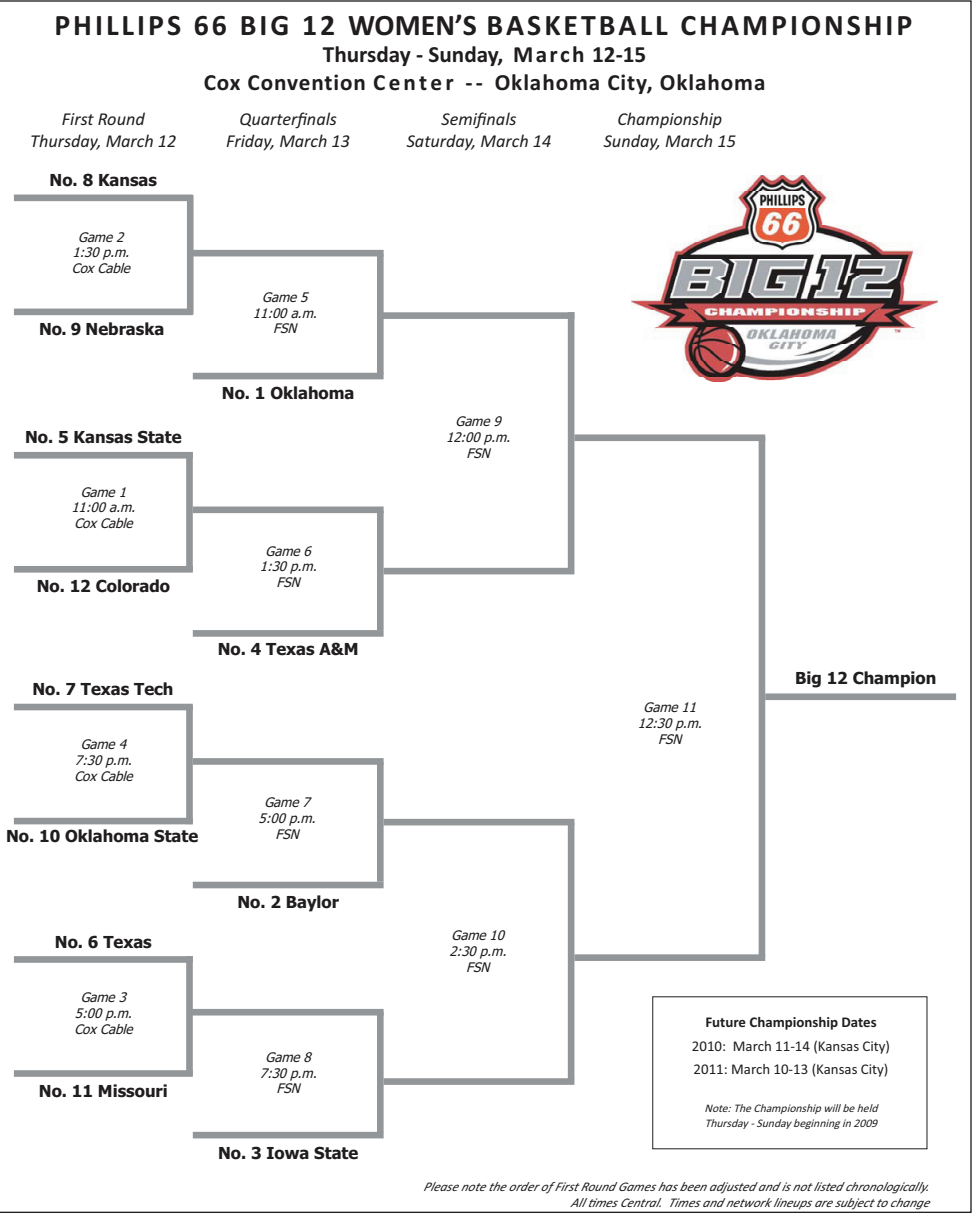 PHILLIPS 66 BIG 12 WOMEN'S BASKETBALL CHAMPIONSHIP
Thursday - Sunday, March 12-15
Cox Convention Center -- Oklahoma City, Oklahoma
First Round
Thursday, March 12
Quarterfinals
Friday, March 13
Semifinals
Saturday, March 14
Championship
Sunday, March 15
PHILLIPS
66
BIG 12
CHAMPIONSHIP
™
OKLAHOMA
CITY
No. 8 Kansas
Game 2
1:30 p.m.
Cox Cable
No. 9 Nebraska
Game 5
11:00 a.m.
FSN
No. 1 Oklahoma
No. 5 Kansas State
Game 1
11:00 a.m.
Cox Cable
No. 12 Colorado
Game 6
1:30 p.m.
FSN
No. 4 Texas A&M
Game 9
12:00 p.m.
FSN
No. 7 Texas Tech
Game 4
7:30 p.m.
Cox Cable
No. 10 Oklahoma State
Game 7
5:00 p.m.
FSN
No. 2 Baylor
No. 6 Texas
Game 3
5:00 p.m.
Cox Cable
No. 11 Missouri
Game 8
7:30 p.m.
FSN
No. 3 Iowa State
Game 10
2:30 p.m.
FSN
Game 11
12:30 p.m.
FSN
Big 12 Champion
Future Championship Dates
2010: March 11-14 (Kansas City)
2011: March 10-13 (Kansas City)
Note: The Championship will be held
Thursday - Sunday beginning in 2009
Please note the order of First Round Games has been adjusted and is not listed chronologically.
All times Central. Times and network lineups are subject to change